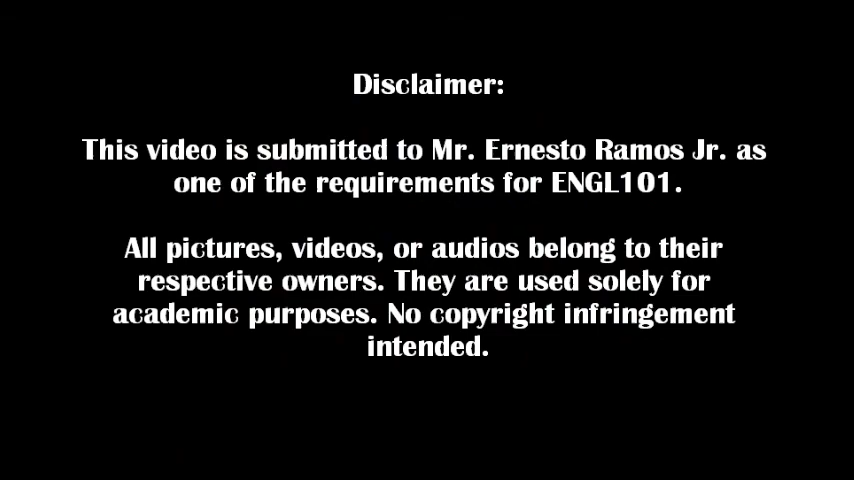 Disclaimer:
This video is submitted to Mr. Ernesto Ramos Jr. as
one of the requirements for ENGL101.
All pictures, videos, or audios belong to their
respective owners. They are used solely for
academic purposes. No copyright infringement
intended.